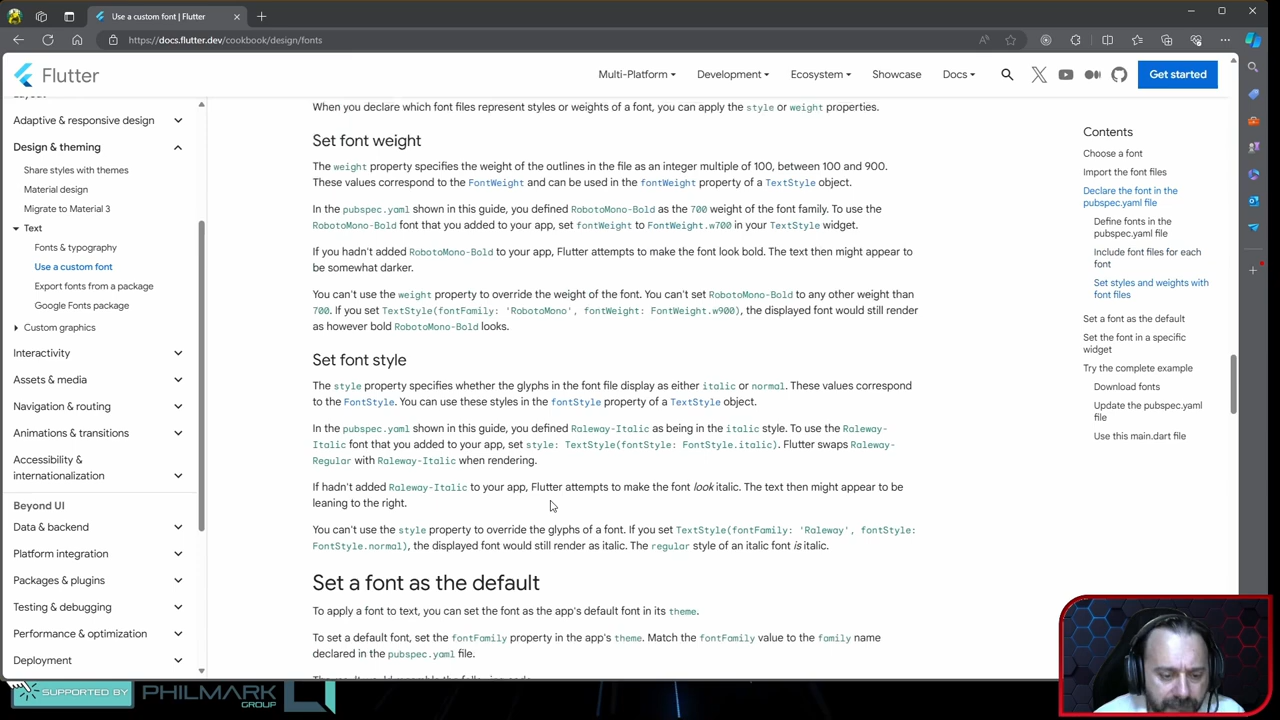 Use a custom font | Flutter
https://docs.flutter.dev/cookbook/design/fonts
Flutter
Multi-Platform
Development
Ecosystem
Showcase
Docs
Get started
Adaptive & responsive design
Design & theming
Share styles with themes
Material design
Migrate to Material 3
Text
Fonts & typography
Use a custom font
Export fonts from a package
Google Fonts package
Custom graphics
Interactivity
Assets & media
Navigation & routing
Animations & transitions
Accessibility &
internationalization
Beyond UI
Data & backend
Platform integration
Packages & plugins
Testing & debugging
Performance & optimization
Deployment
When you declare which font files represent styles or weights of a font, you can apply the style or weight properties.
Set font weight
The weight property specifies the weight of the outlines in the file as an integer multiple of 100, between 100 and 900.
These values correspond to the FontWeight and can be used in the fontWeight property of a TextStyle object.
In the pubspec.yaml shown in this guide, you defined RobotoMono-Bold as the 700 weight of the font family. To use the
RobotoMono-Bold font that you added to your app, set fontWeight to FontWeight.w700 in your TextStyle widget.
If you hadn't added RobotoMono-Bold to your app, Flutter attempts to make the font look bold. The text then might appear to
be somewhat darker.
You can't use the weight property to override the weight of the font. You can't set RobotoMono-Bold to any other weight than
700. If you set TextStyle(fontFamily: 'RobotoMono', fontWeight: FontWeight.w900), the displayed font would still render
as however bold RobotoMono-Bold looks.
Set font style
The style property specifies whether the glyphs in the font file display as either italic or normal. These values correspond
to the FontStyle. You can use these styles in the fontStyle property of a TextStyle object.
In the pubspec.yaml shown in this guide, you defined Raleway-Italic as being in the italic style. To use the Raleway-
Italic font that you added to your app, set style: TextStyle(fontStyle: FontStyle.italic). Flutter swaps Raleway-
Regular with Raleway-Italic when rendering.
If hadn't added Raleway-Italic to your app, Flutter attempts to make the font look italic. The text then might appear to be
leaning to the right.
You can't use the style property to override the glyphs of a font. If you set TextStyle(fontFamily: 'Raleway', fontStyle:
FontStyle.normal), the displayed font would still render as italic. The regular style of an italic font is italic.
Set a font as the default
To apply a font to text, you can set the font as the app's default font in its theme.
To set a default font, set the fontFamily property in the app's theme. Match the fontFamily value to the family name
declared in the pubspec.yaml file.
Contents
Choose a font
Import the font files
Declare the font in the
pubspec.yaml file
Define fonts in the
pubspec.yaml file
Include font files for each
font
Set styles and weights with
font files
Set a font as the default
Set the font in a specific
widget
Try the complete example
Download fonts
Update the pubspec.yaml
file
Use this main.dart file
SUPPORTED BY
PHILMARK
GROUP